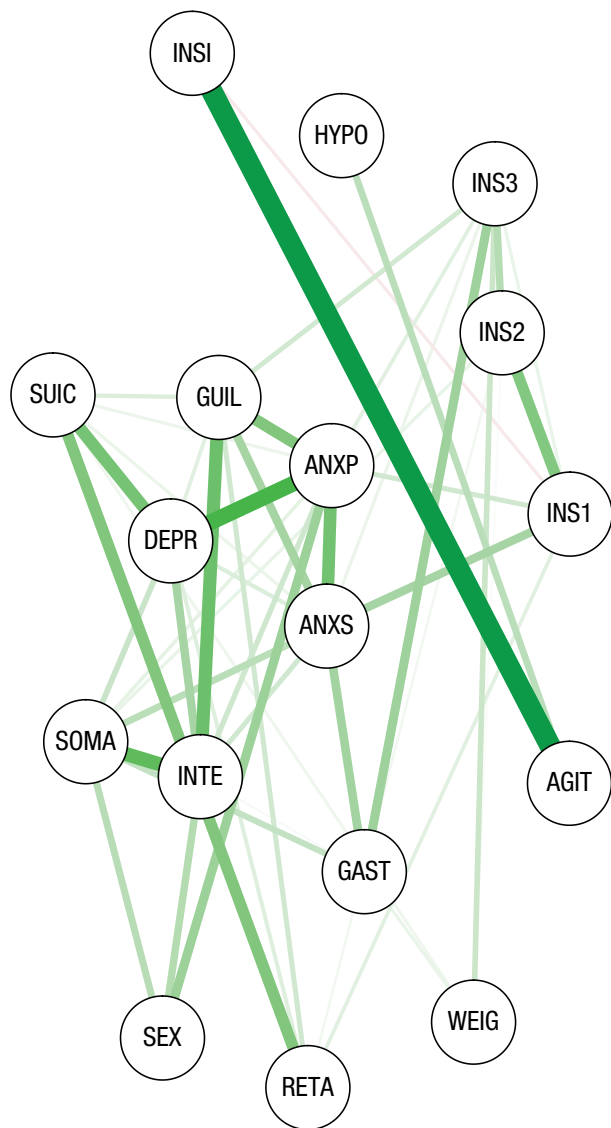 INSI
HYPO
INS3
INS2
SUIC
GUIL
ANXP
INS1
DEPR
ANXS
SOMA
INTE
AGIT
GAST
WEIG
SEX
RETA